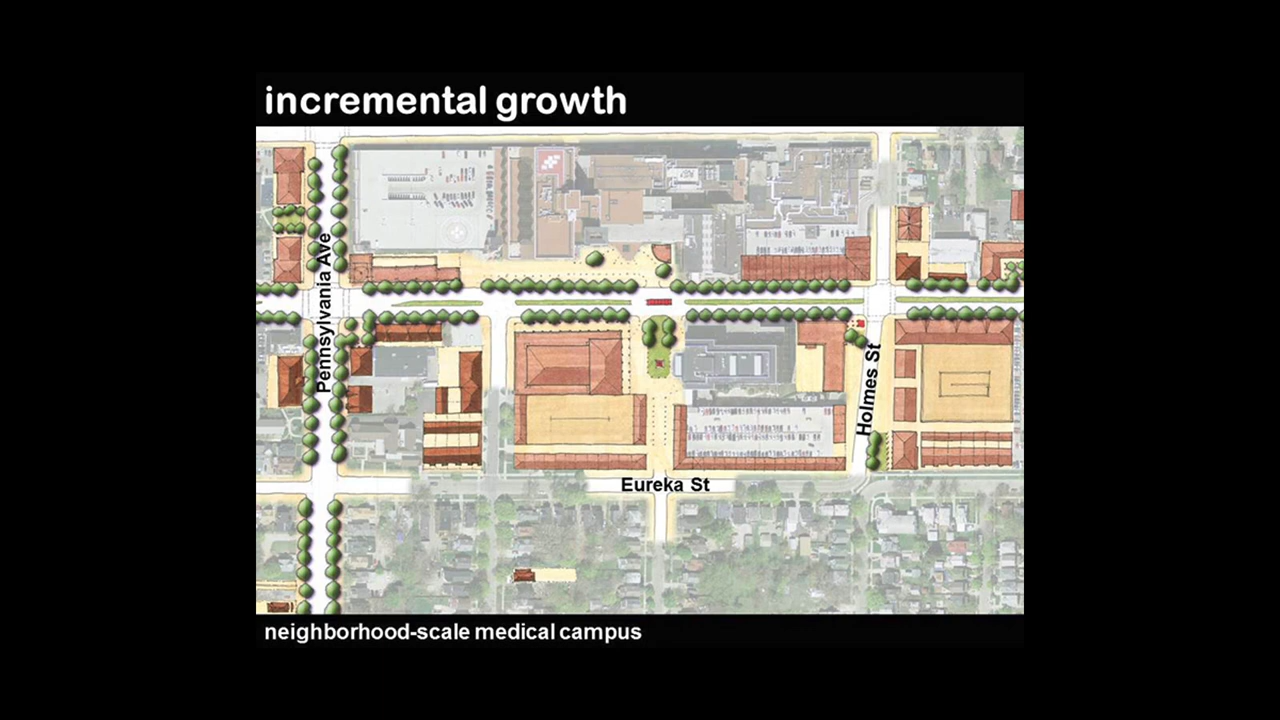 incremental growth
Pennsylvania Ave
Holmes St
Eureka St
neighborhood-scale medical campus